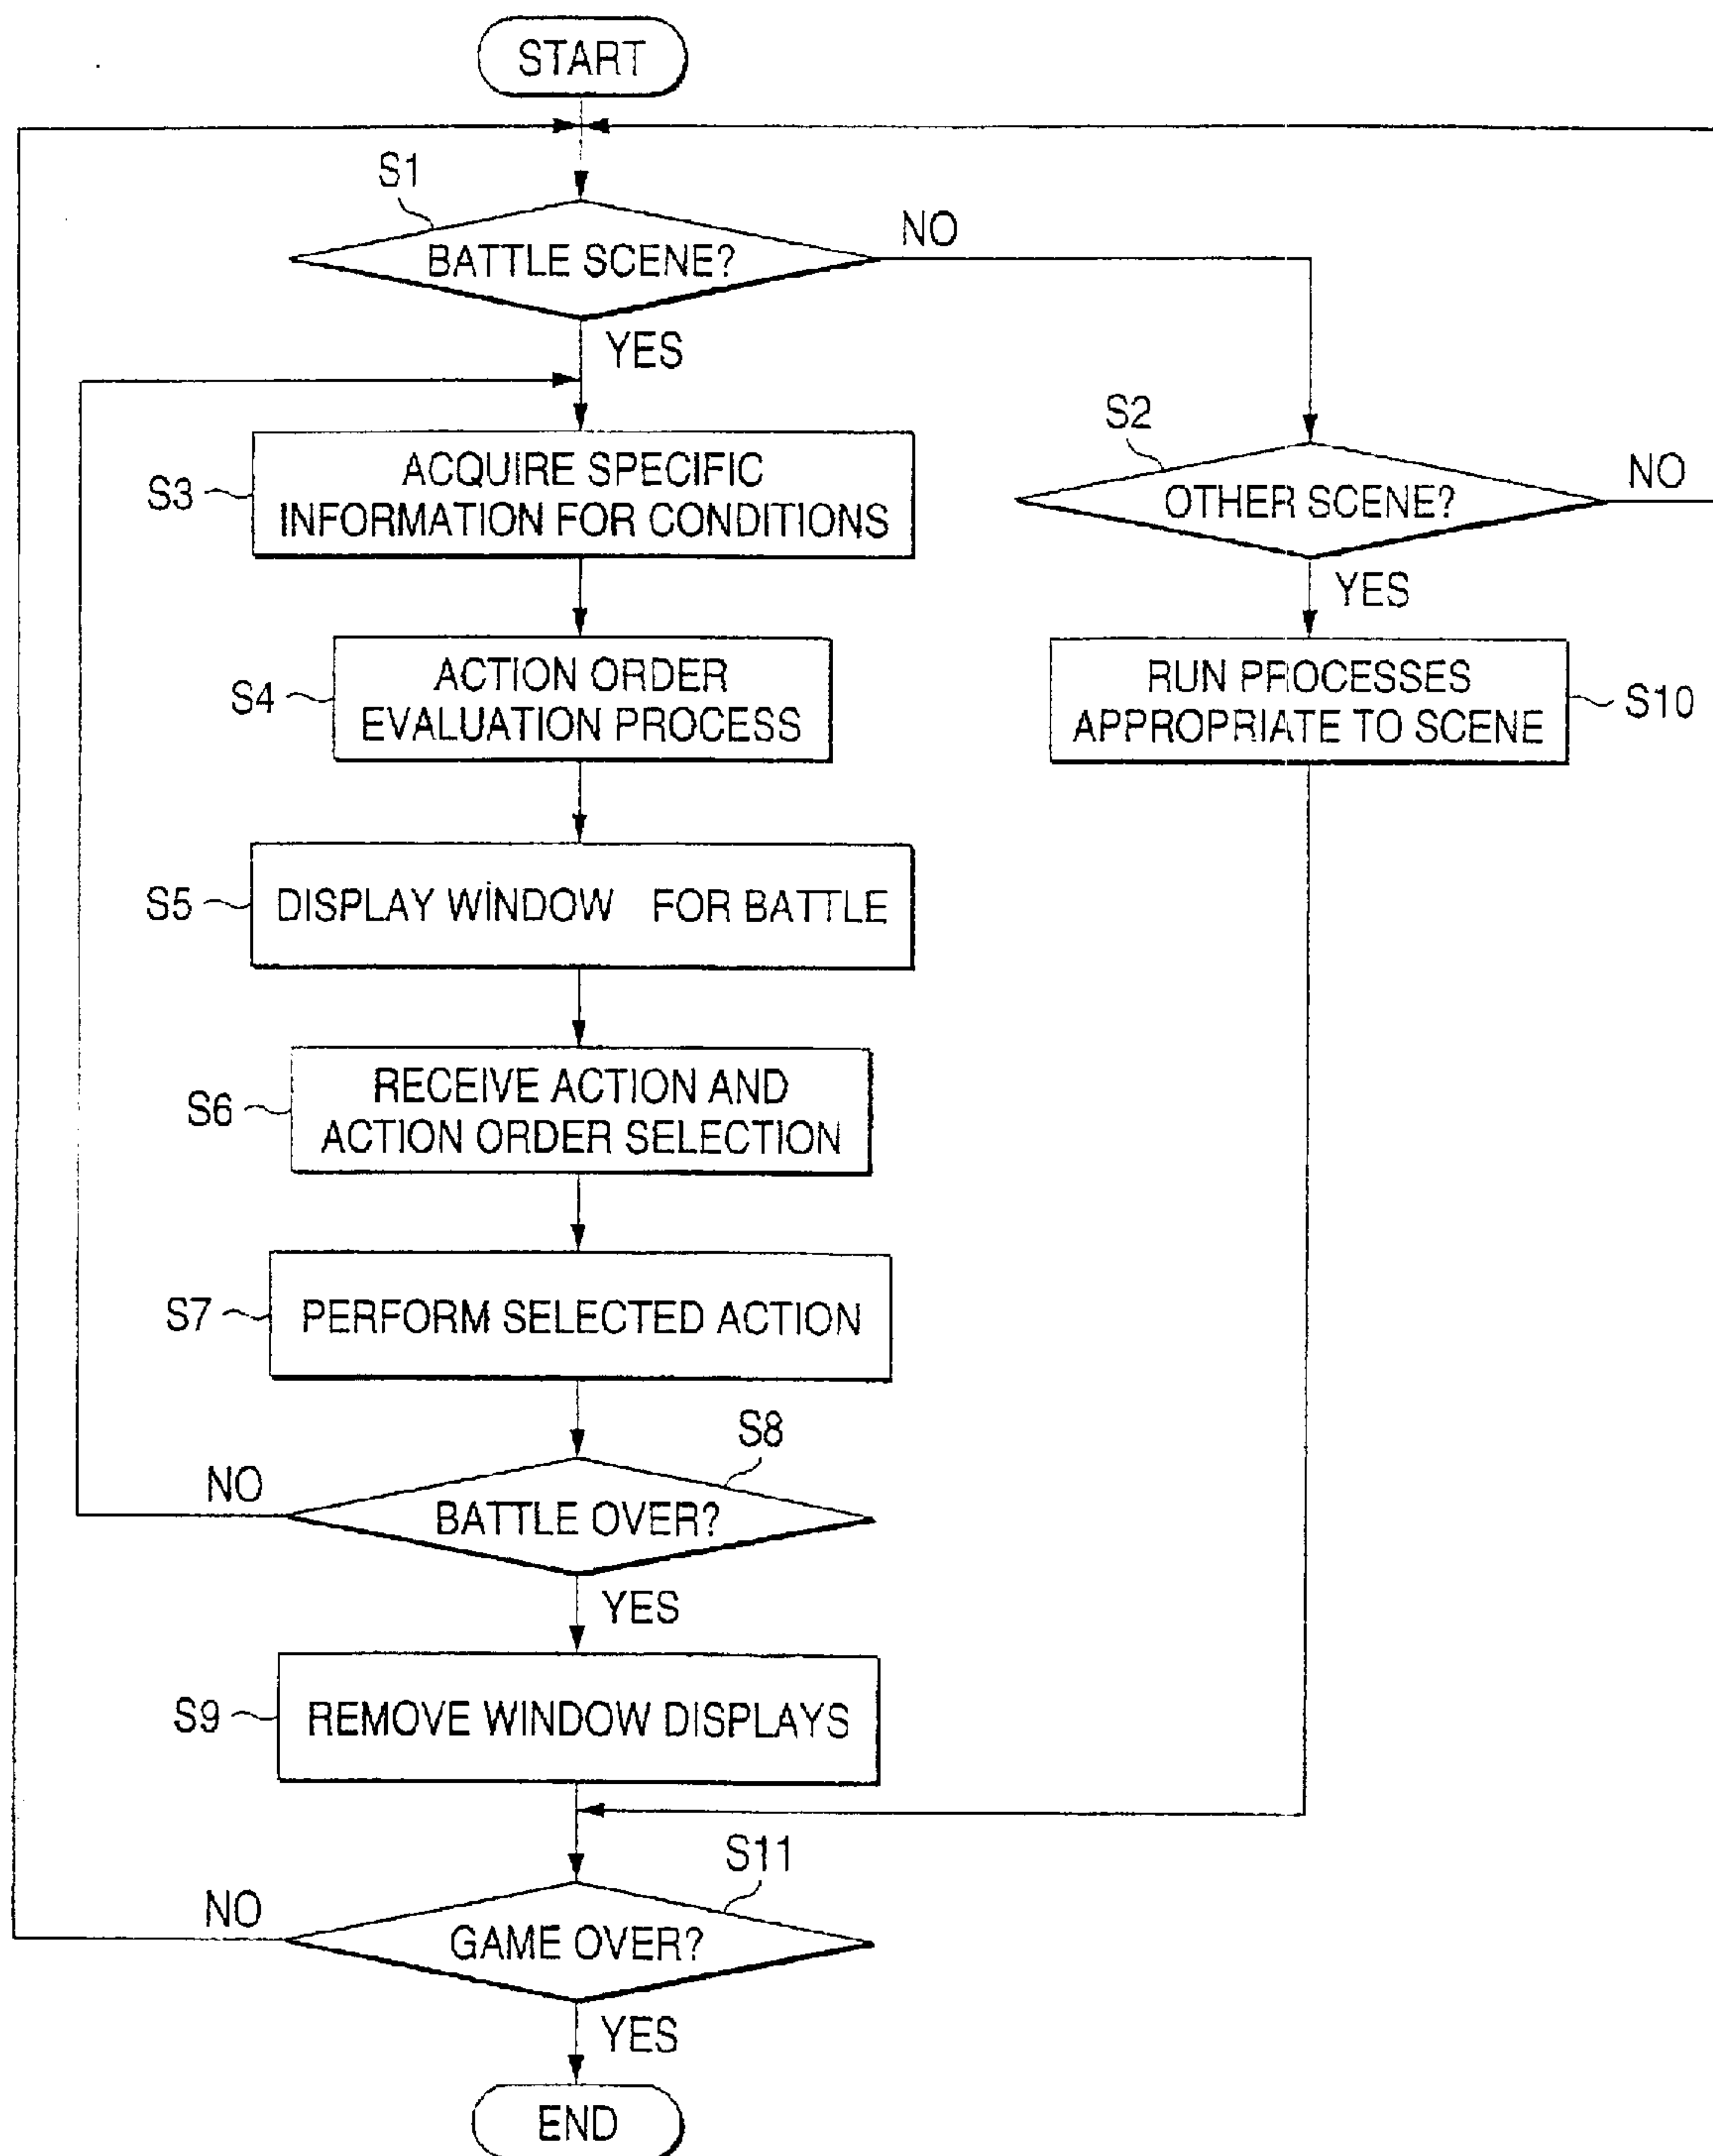 START
S1
BATTLE SCENE?
NO
YES
S2
OTHER SCENE?
NO
YES
S3
ACQUIRE SPECIFIC
INFORMATION FOR CONDITIONS
S4
ACTION ORDER
EVALUATION PROCESS
RUN PROCESSES
APPROPRIATE TO SCENE
S10
S5
DISPLAY WINDOW FOR BATTLE
S6
RECEIVE ACTION AND
ACTION ORDER SELECTION
S7
PERFORM SELECTED ACTION
S8
NO
BATTLE OVER?
YES
S9
REMOVE WINDOW DISPLAYS
S11
NO
GAME OVER?
YES
END